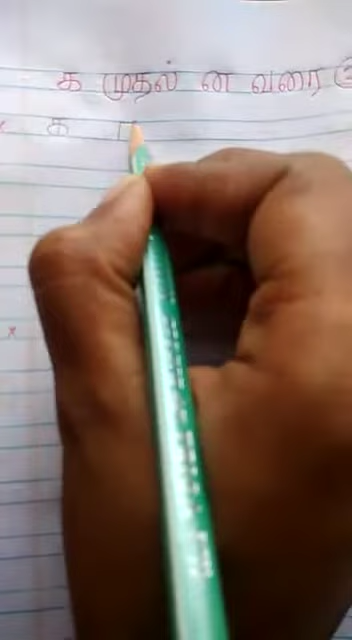 க முதல் ன வரை
க